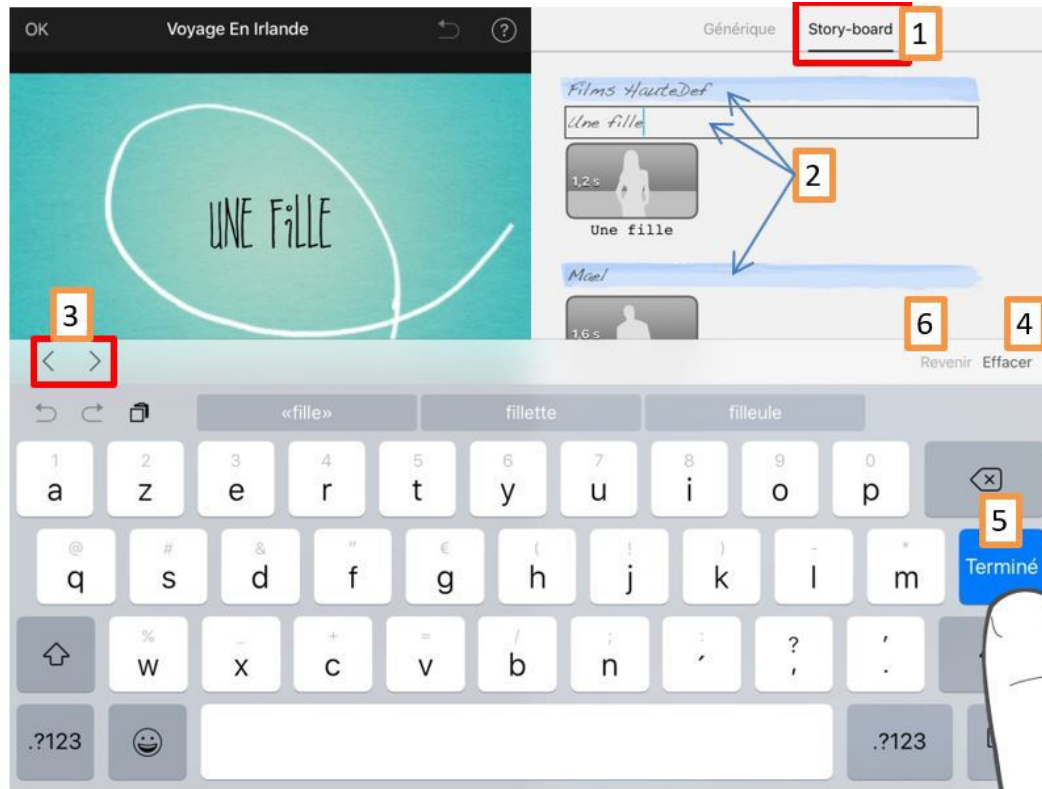 OK Voyage En Irlande ?
Générique Story-board 1
Films HauteDef
Une fille
2
1,2 s
UNE FiLLE
Une fille
Mael
3
1,6 s
6 4
Revenir Effacer
«fille» fillette filleule
1 2 3 4 5 6 7 8 9 0
a z e r t y u i o p
5
@ # & " € ( ! ) - *
q s d f g h j k l m Terminé
% _ + = / ; : ? '
w x c v b n ´ , .
.?123 .?123